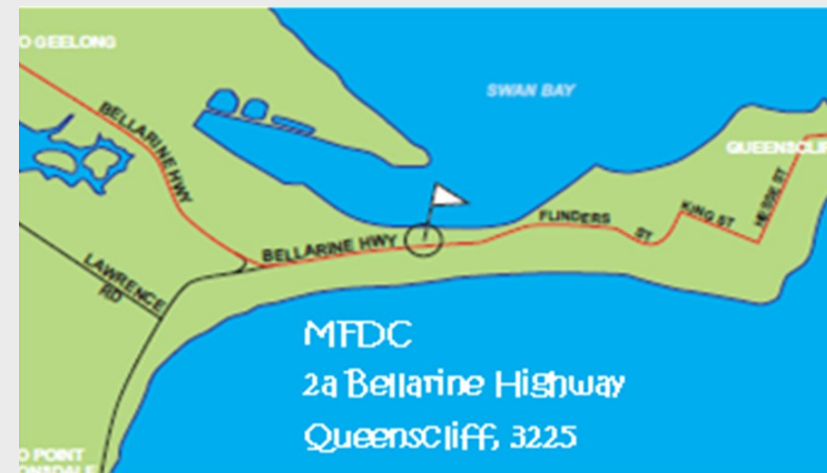 O GEELONG
SWAN BAY
BELLARINE HWY
QUEENSCLIF
HESSE ST
KING ST
FLINDERS ST
BELLARINE HWY
LAWRENCE RD
MFDC
2a Bellarine Highway
QueensCliff, 3225
O POINT
ONSDALE